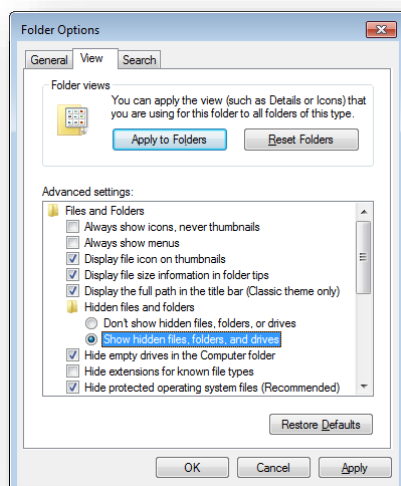 Folder Options
General View Search
Folder views
You can apply the view (such as Details or Icons) that
you are using for this folder to all folders of this type.
Apply to Folders Reset Folders
Advanced settings:
Files and Folders
Always show icons, never thumbnails
Always show menus
Display file icon on thumbnails
Display file size information in folder tips
Display the full path in the title bar (Classic theme only)
Hidden files and folders
Don't show hidden files, folders, or drives
Show hidden files, folders, and drives
Hide empty drives in the Computer folder
Hide extensions for known file types
Hide protected operating system files (Recommended)
Restore Defaults
OK Cancel Apply